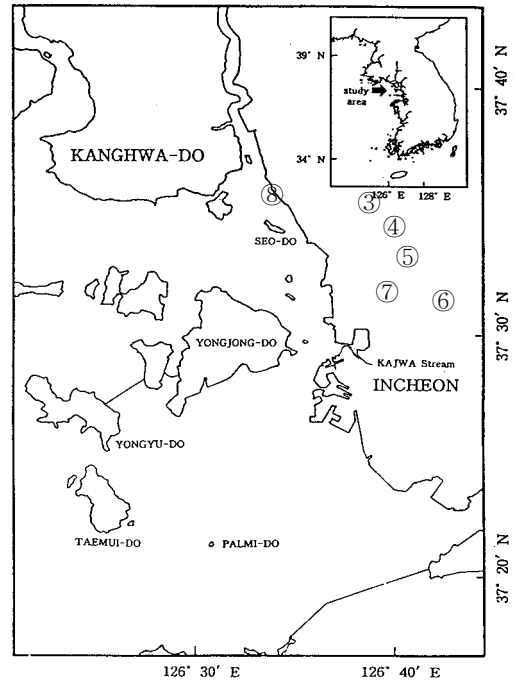 39° N
study
area
34° N
126° E
128° E
37° 40′ N
KANGHWA-DO
⑧
③
④
SEO-DO
⑤
⑦
⑥
37° 30′ N
YONGJONG-DO
KAJWA Stream
INCHEON
YONGYU-DO
TAEMUI-DO
PALMI-DO
37° 20′ N
126° 30′ E
126° 40′ E